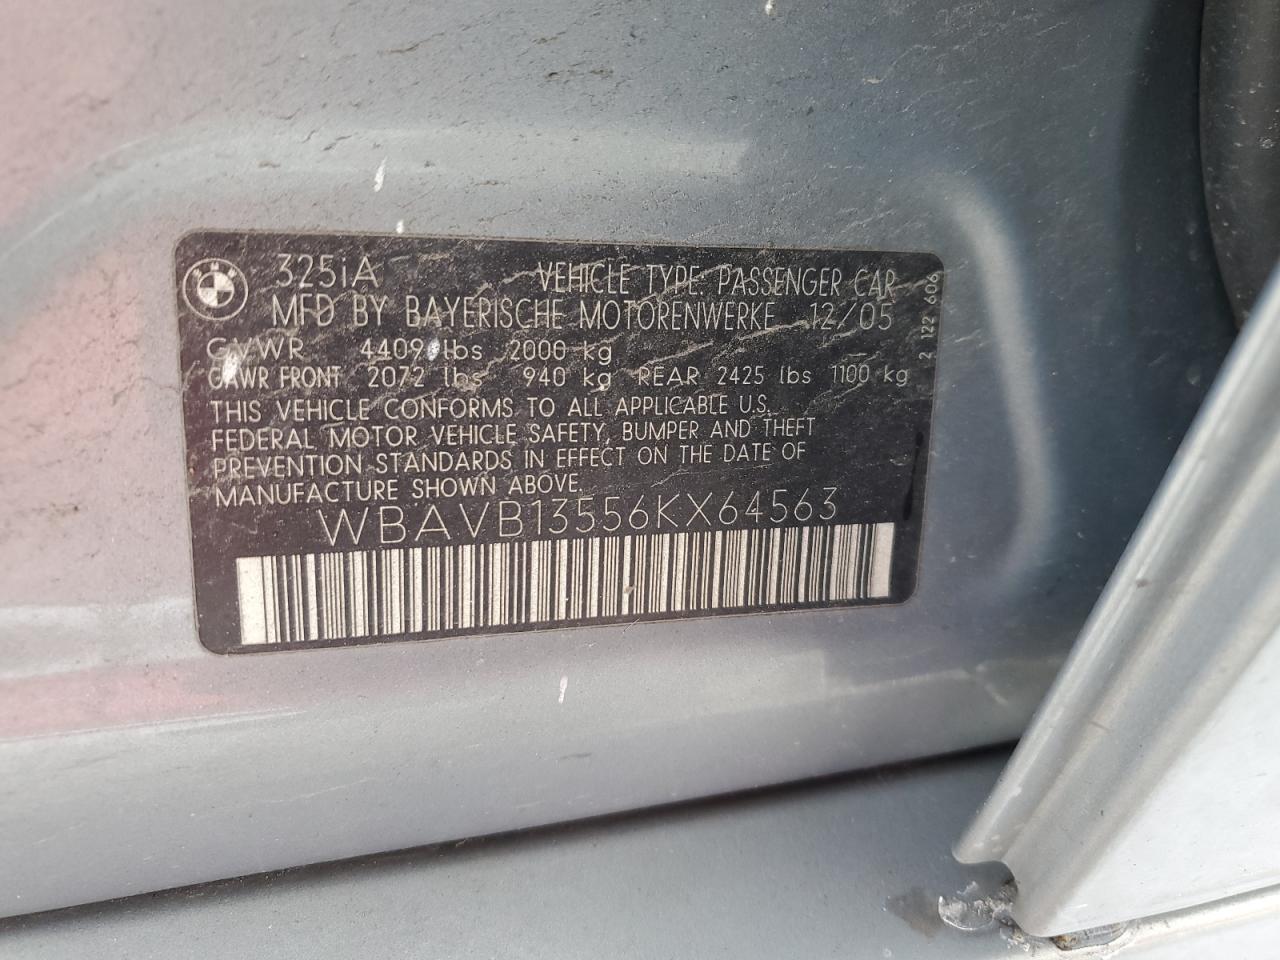 325iA VEHICLE TYPE: PASSENGER CAR
MFD BY BAYERISCHE MOTORENWERKE 12/05
GVWR 4409 lbs 2000 kg
GAWR FRONT 2072 lbs 940 kg REAR 2425 lbs 1100 kg
THIS VEHICLE CONFORMS TO ALL APPLICABLE U.S.
FEDERAL MOTOR VEHICLE SAFETY, BUMPER AND THEFT
PREVENTION STANDARDS IN EFFECT ON THE DATE OF
MANUFACTURE SHOWN ABOVE.
WBAVB13556KX64563
2 122 606